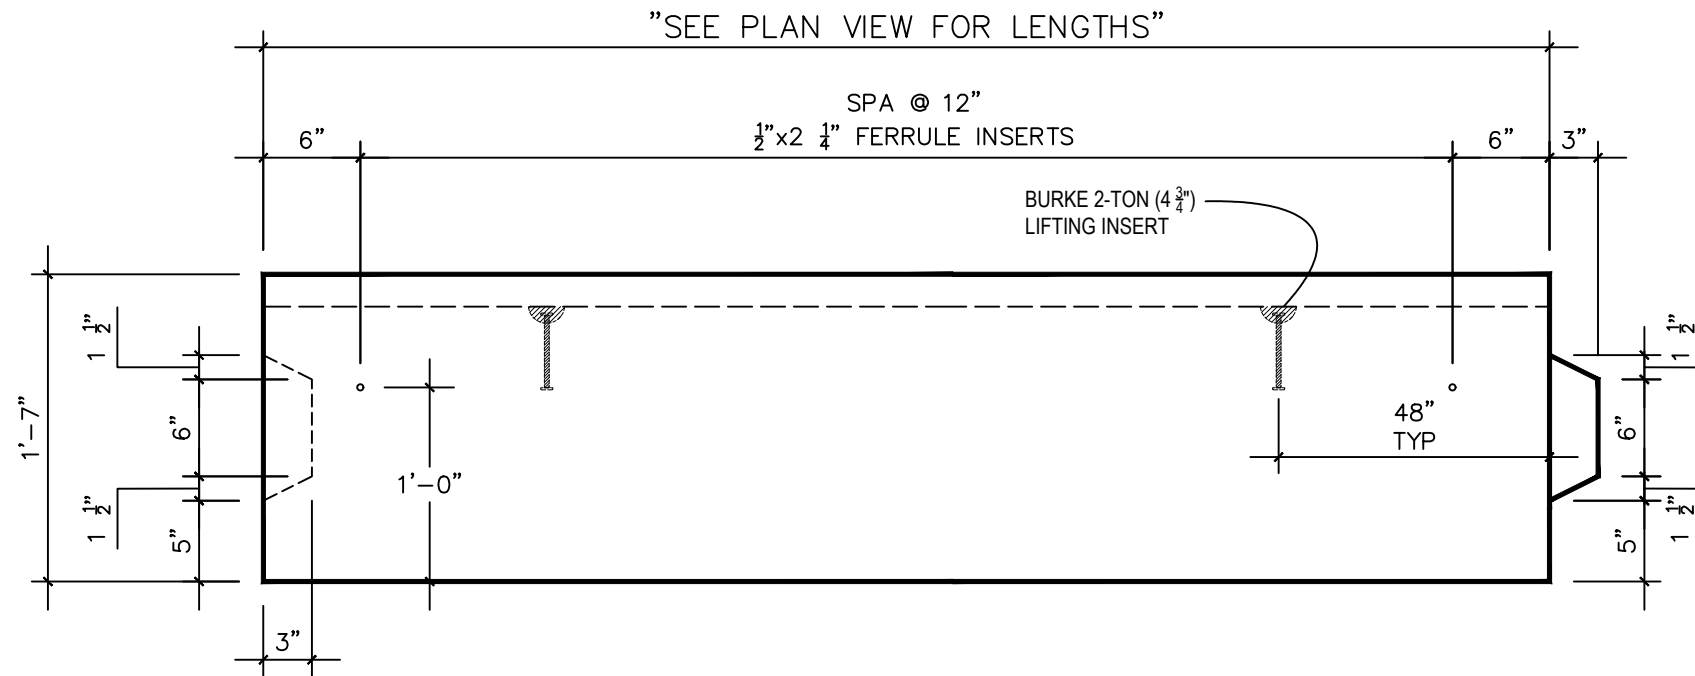 ”SEE PLAN VIEW FOR LENGTHS”
SPA @ 12”
6”
½”x2 ¼” FERRULE INSERTS
6”
3”
BURKE 2-TON (4 ¾")
LIFTING INSERT
1 ½”
1 ½”
48”
TYP
1'-7”
6”
6”
1'-0”
1 ½”
5”
5”
1 ½”
3”